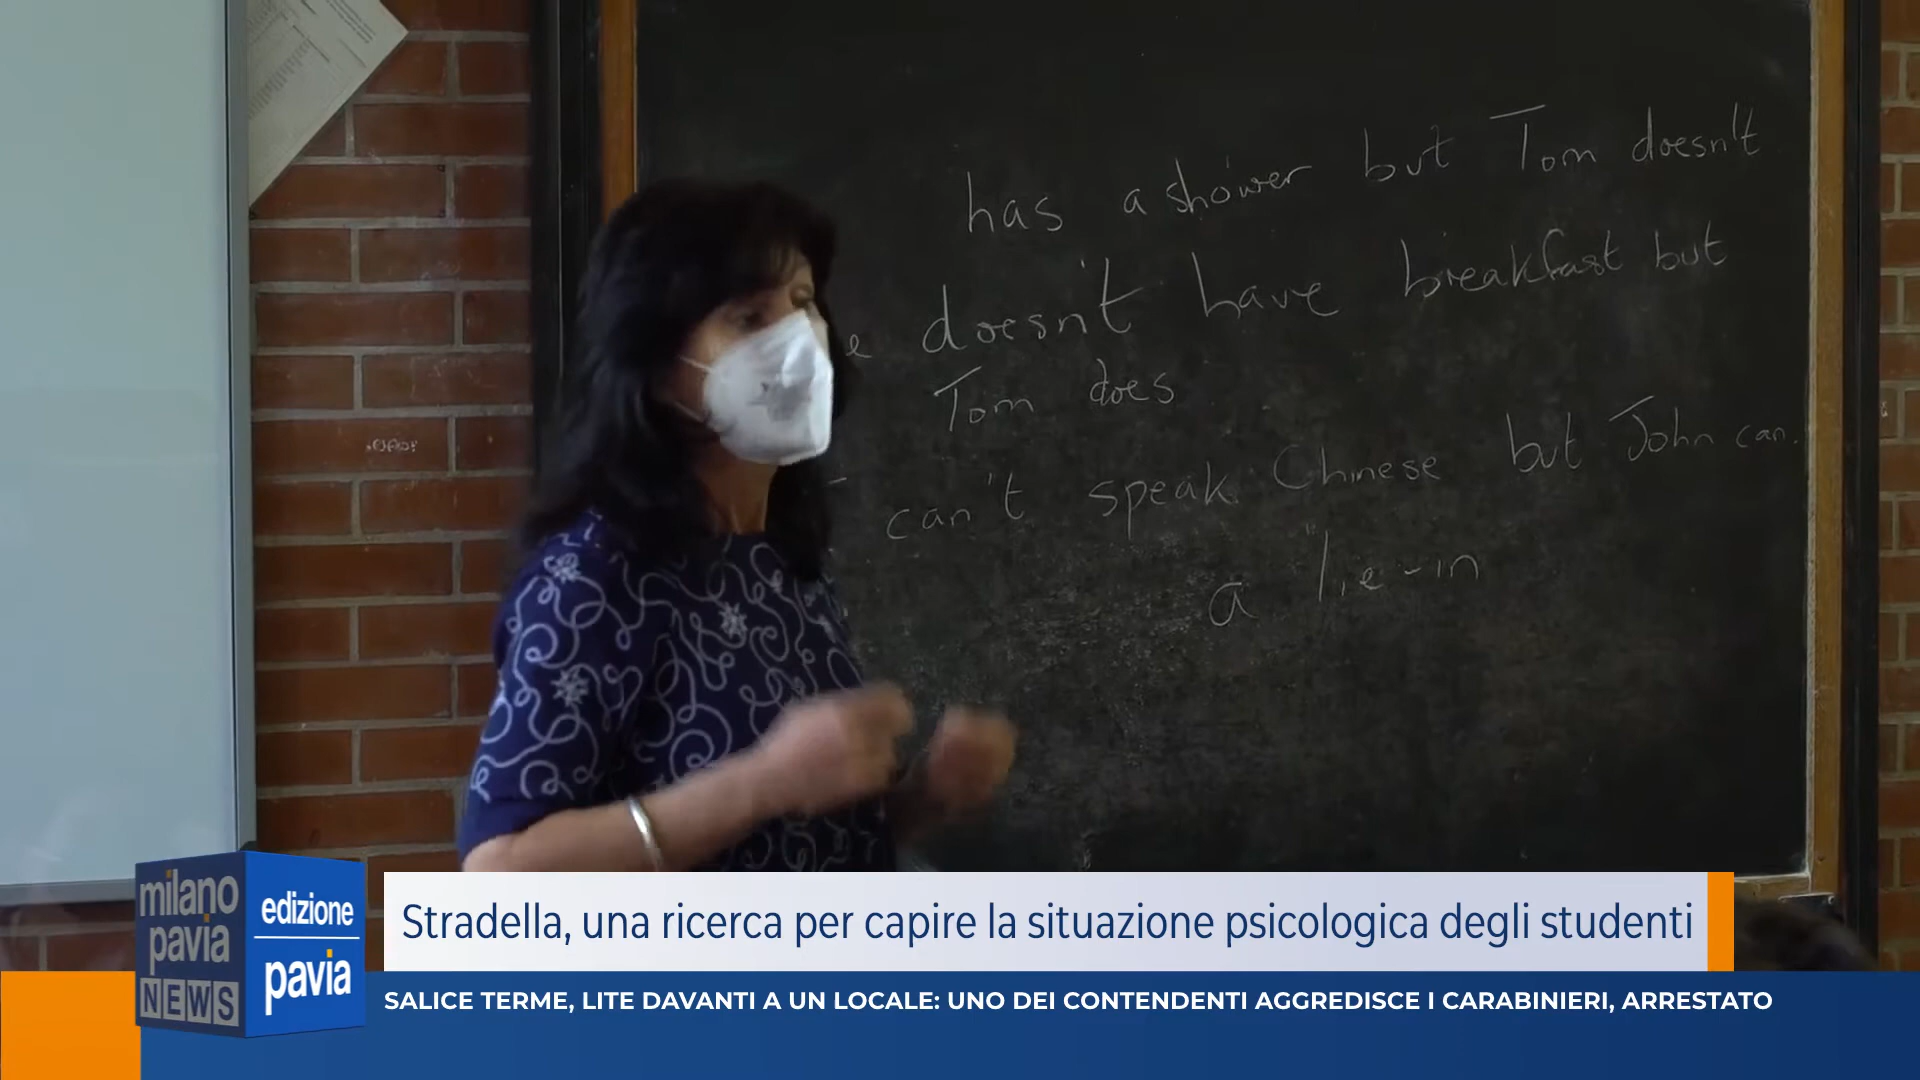 has a shower but Tom doesn't
e doesn't have breakfast but
Tom does
- can't speak Chinese but John can.
a lie-in
milano
pavia
NEWS
edizione
pavia
Stradella, una ricerca per capire la situazione psicologica degli studenti
SALICE TERME, LITE DAVANTI A UN LOCALE: UNO DEI CONTENDENTI AGGREDISCE I CARABINIERI, ARRESTATO